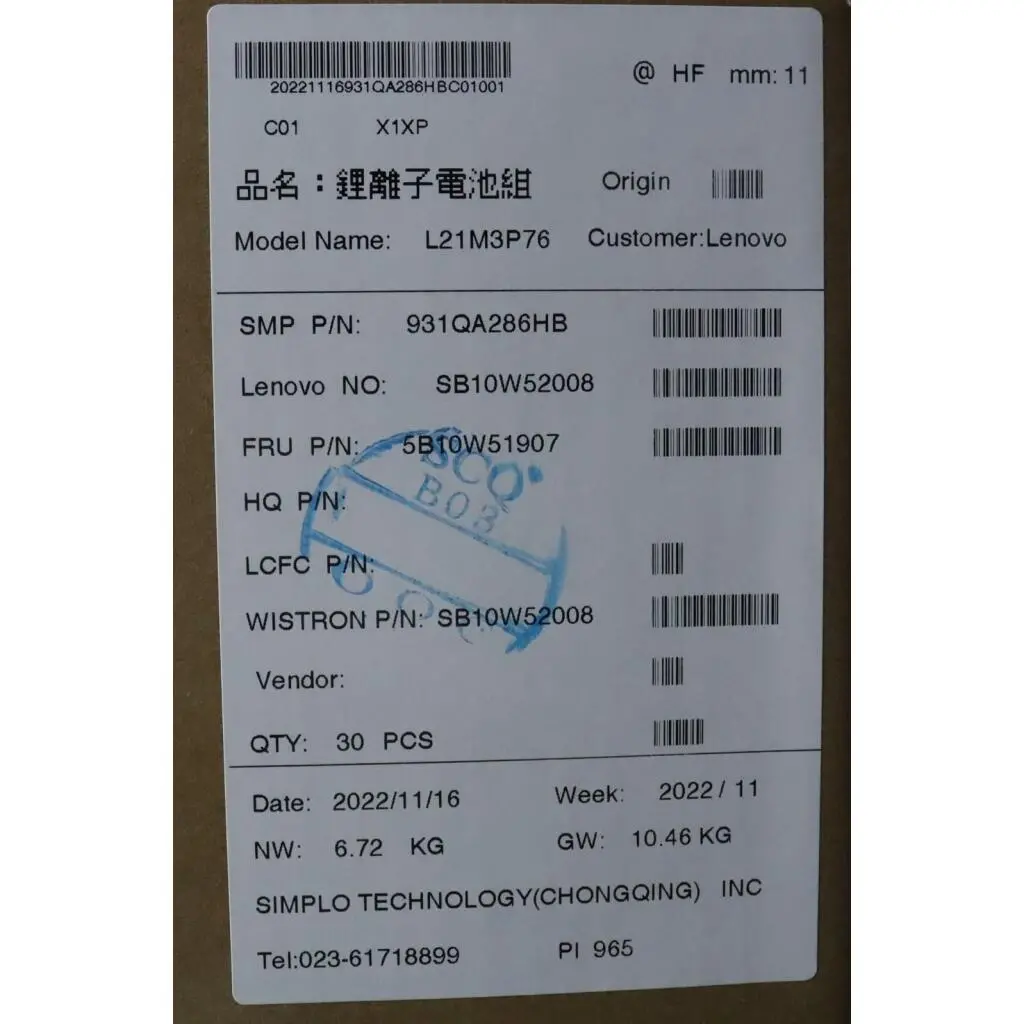 20221116931QA286HBC01001
@ HF mm: 11
C01 X1XP
品名：鋰離子電池組 Origin
Model Name: L21M3P76 Customer:Lenovo
SMP P/N: 931QA286HB
Lenovo NO: SB10W52008
FRU P/N: 5B10W51907
SCQ
B03
HQ P/N:
LCFC P/N:
WISTRON P/N: SB10W52008
Vendor:
QTY: 30 PCS
Date: 2022/11/16 Week: 2022 / 11
NW: 6.72 KG GW: 10.46 KG
SIMPLO TECHNOLOGY(CHONGQING) INC
Tel:023-61718899 PI 965